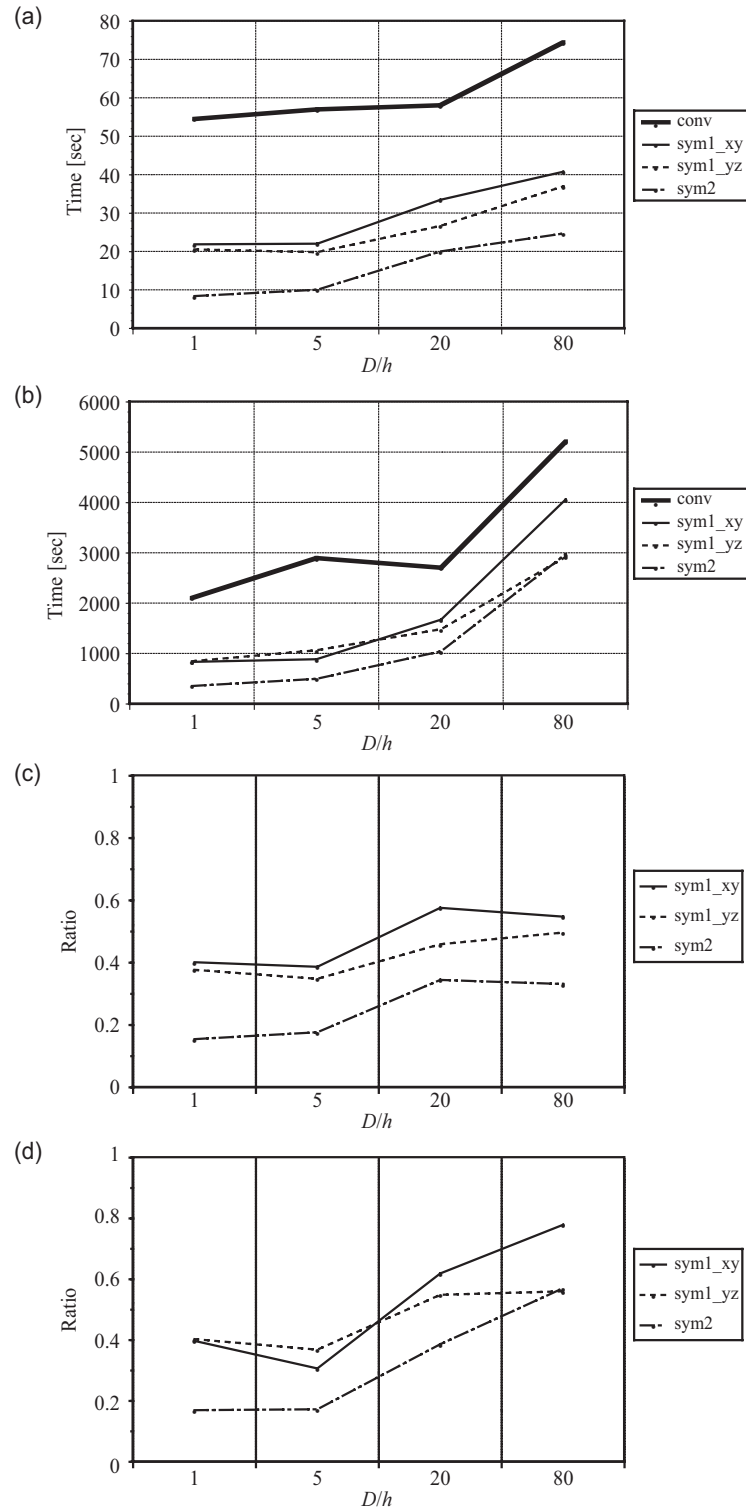 (a)
80
70
60
50
40
30
20
10
0
Time [sec]
1 5 20 80
D/h
conv
sym1_xy
sym1_yz
sym2
(b)
6000
5000
4000
3000
2000
1000
0
Time [sec]
1 5 20 80
D/h
conv
sym1_xy
sym1_yz
sym2
(c)
1
0.8
0.6
0.4
0.2
0
Ratio
1 5 20 80
D/h
sym1_xy
sym1_yz
sym2
(d)
1
0.8
0.6
0.4
0.2
0
Ratio
1 5 20 80
D/h
sym1_xy
sym1_yz
sym2